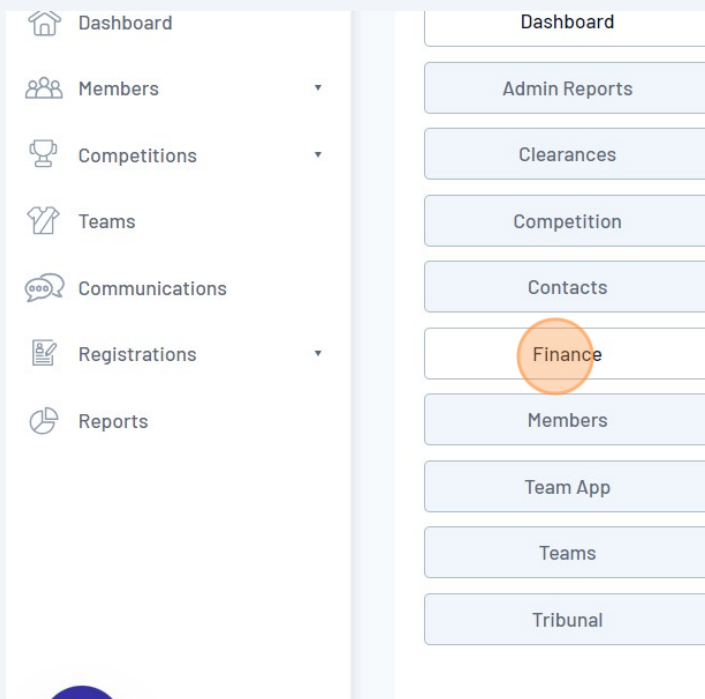 Dashboard
Members
Competitions
Teams
Communications
Registrations
Reports
Dashboard
Admin Reports
Clearances
Competition
Contacts
Finance
Members
Team App
Teams
Tribunal